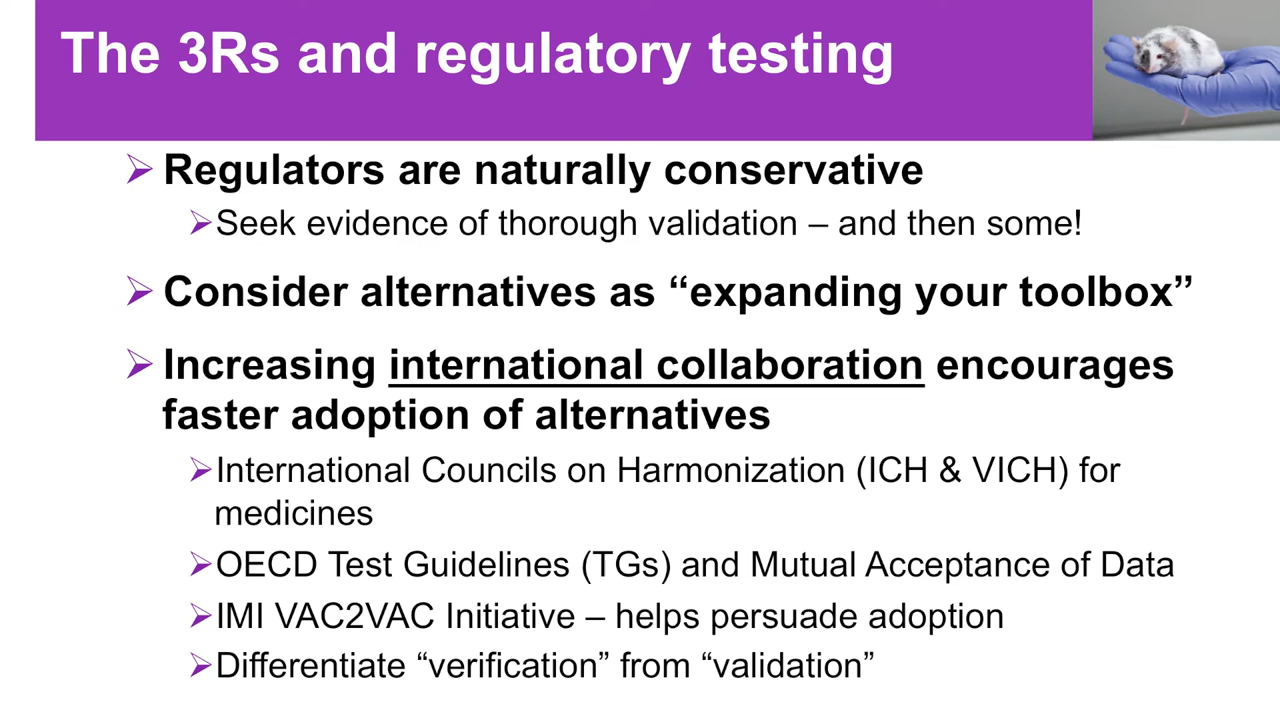 The 3Rs and regulatory testing
Regulators are naturally conservative
Seek evidence of thorough validation – and then some!
Consider alternatives as “expanding your toolbox”
Increasing international collaboration encourages
faster adoption of alternatives
International Councils on Harmonization (ICH & VICH) for
medicines
OECD Test Guidelines (TGs) and Mutual Acceptance of Data
IMI VAC2VAC Initiative – helps persuade adoption
Differentiate “verification” from “validation”